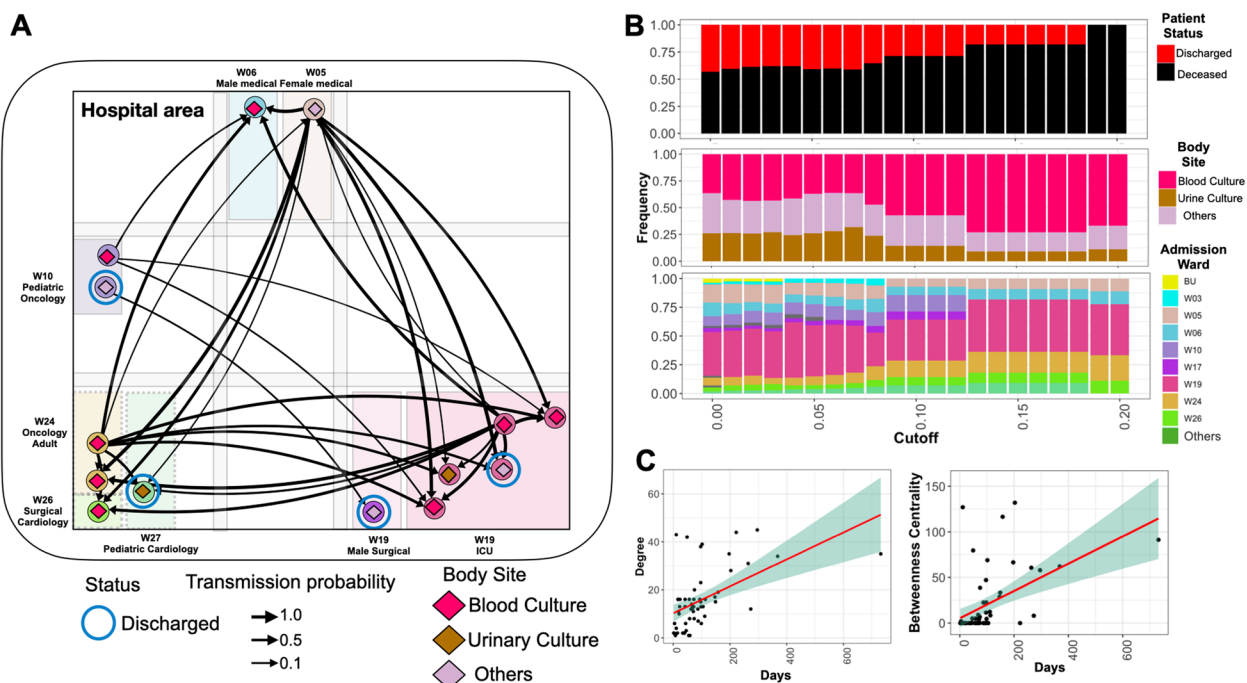 A
W06
Male medical
W05
Female medical
Hospital area
W10
Pediatric
Oncology
W24
Oncology
Adult
W26
Surgical
Cardiology
W27
Pediatric Cardiology
W19
Male Surgical
W19
ICU
Status
Discharged
Transmission probability
1.0
0.5
0.1
Body Site
Blood Culture
Urinary Culture
Others
B
1.00
0.75
0.50
0.25
0.00
Patient
Status
Discharged
Deceased
Frequency
1.00
0.75
0.50
0.25
0.00
Body
Site
Blood Culture
Urine Culture
Others
1.00
0.75
0.50
0.25
0.00
0.00 0.05 0.10 0.15 0.20
Cutoff
Admission
Ward
BU
W03
W05
W06
W10
W17
W19
W24
W26
Others
C
Degree
60
40
20
0
0 200 400 600
Days
Betweenness Centrality
150
100
50
0
0 200 400 600
Days